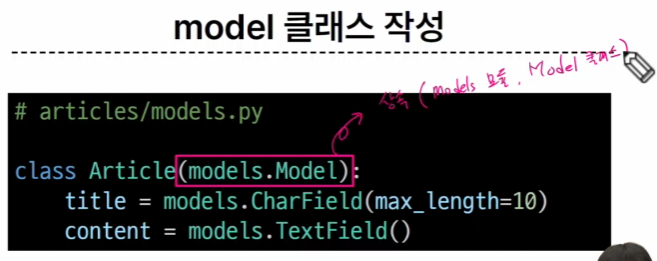 model 클래스 작성
상속 (models 모듈. Model 클래스)
# articles/models.py
class Article(models.Model):
title = models.CharField(max_length=10)
content = models.TextField()